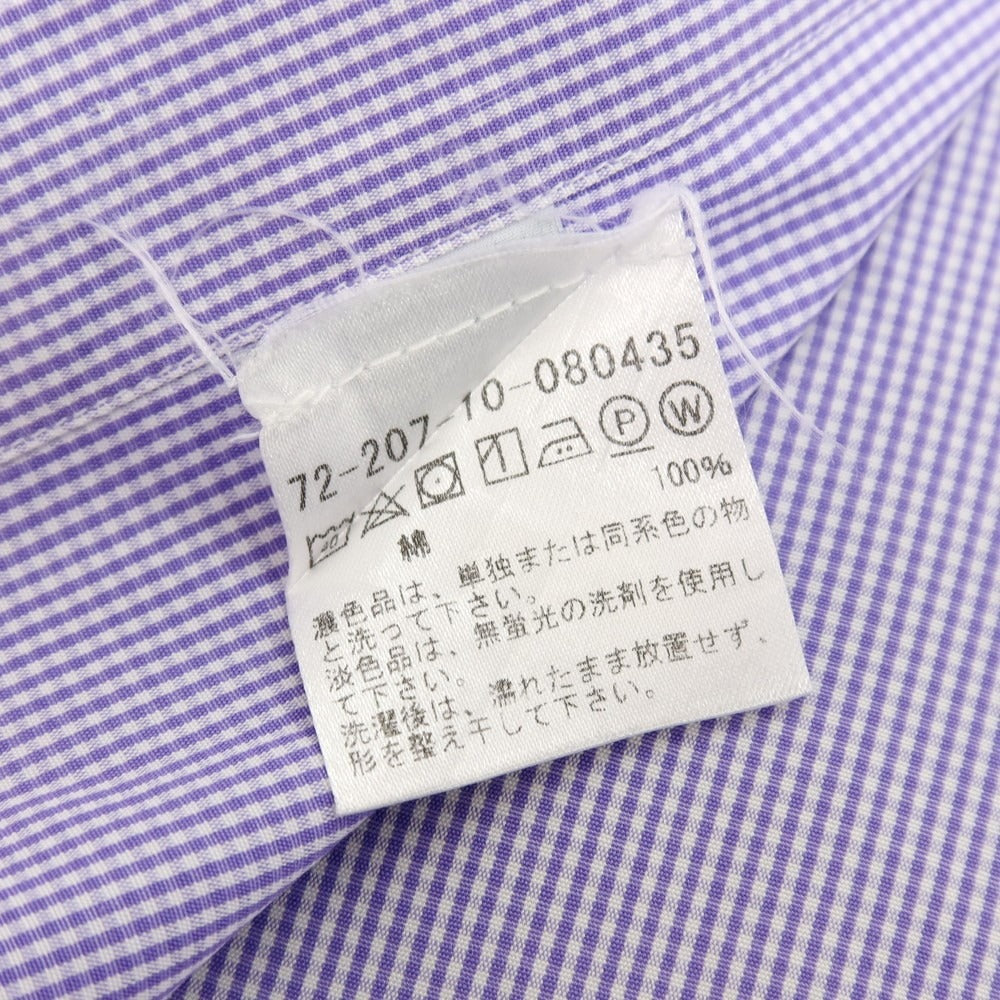 72-207-10-080435
40 P W
綿 100%
濃色品は、単独または同系色の物
と洗って下さい。
淡色品は、無蛍光の洗剤を使用し
て下さい。
洗濯後は、濡れたまま放置せず、
形を整え干して下さい。